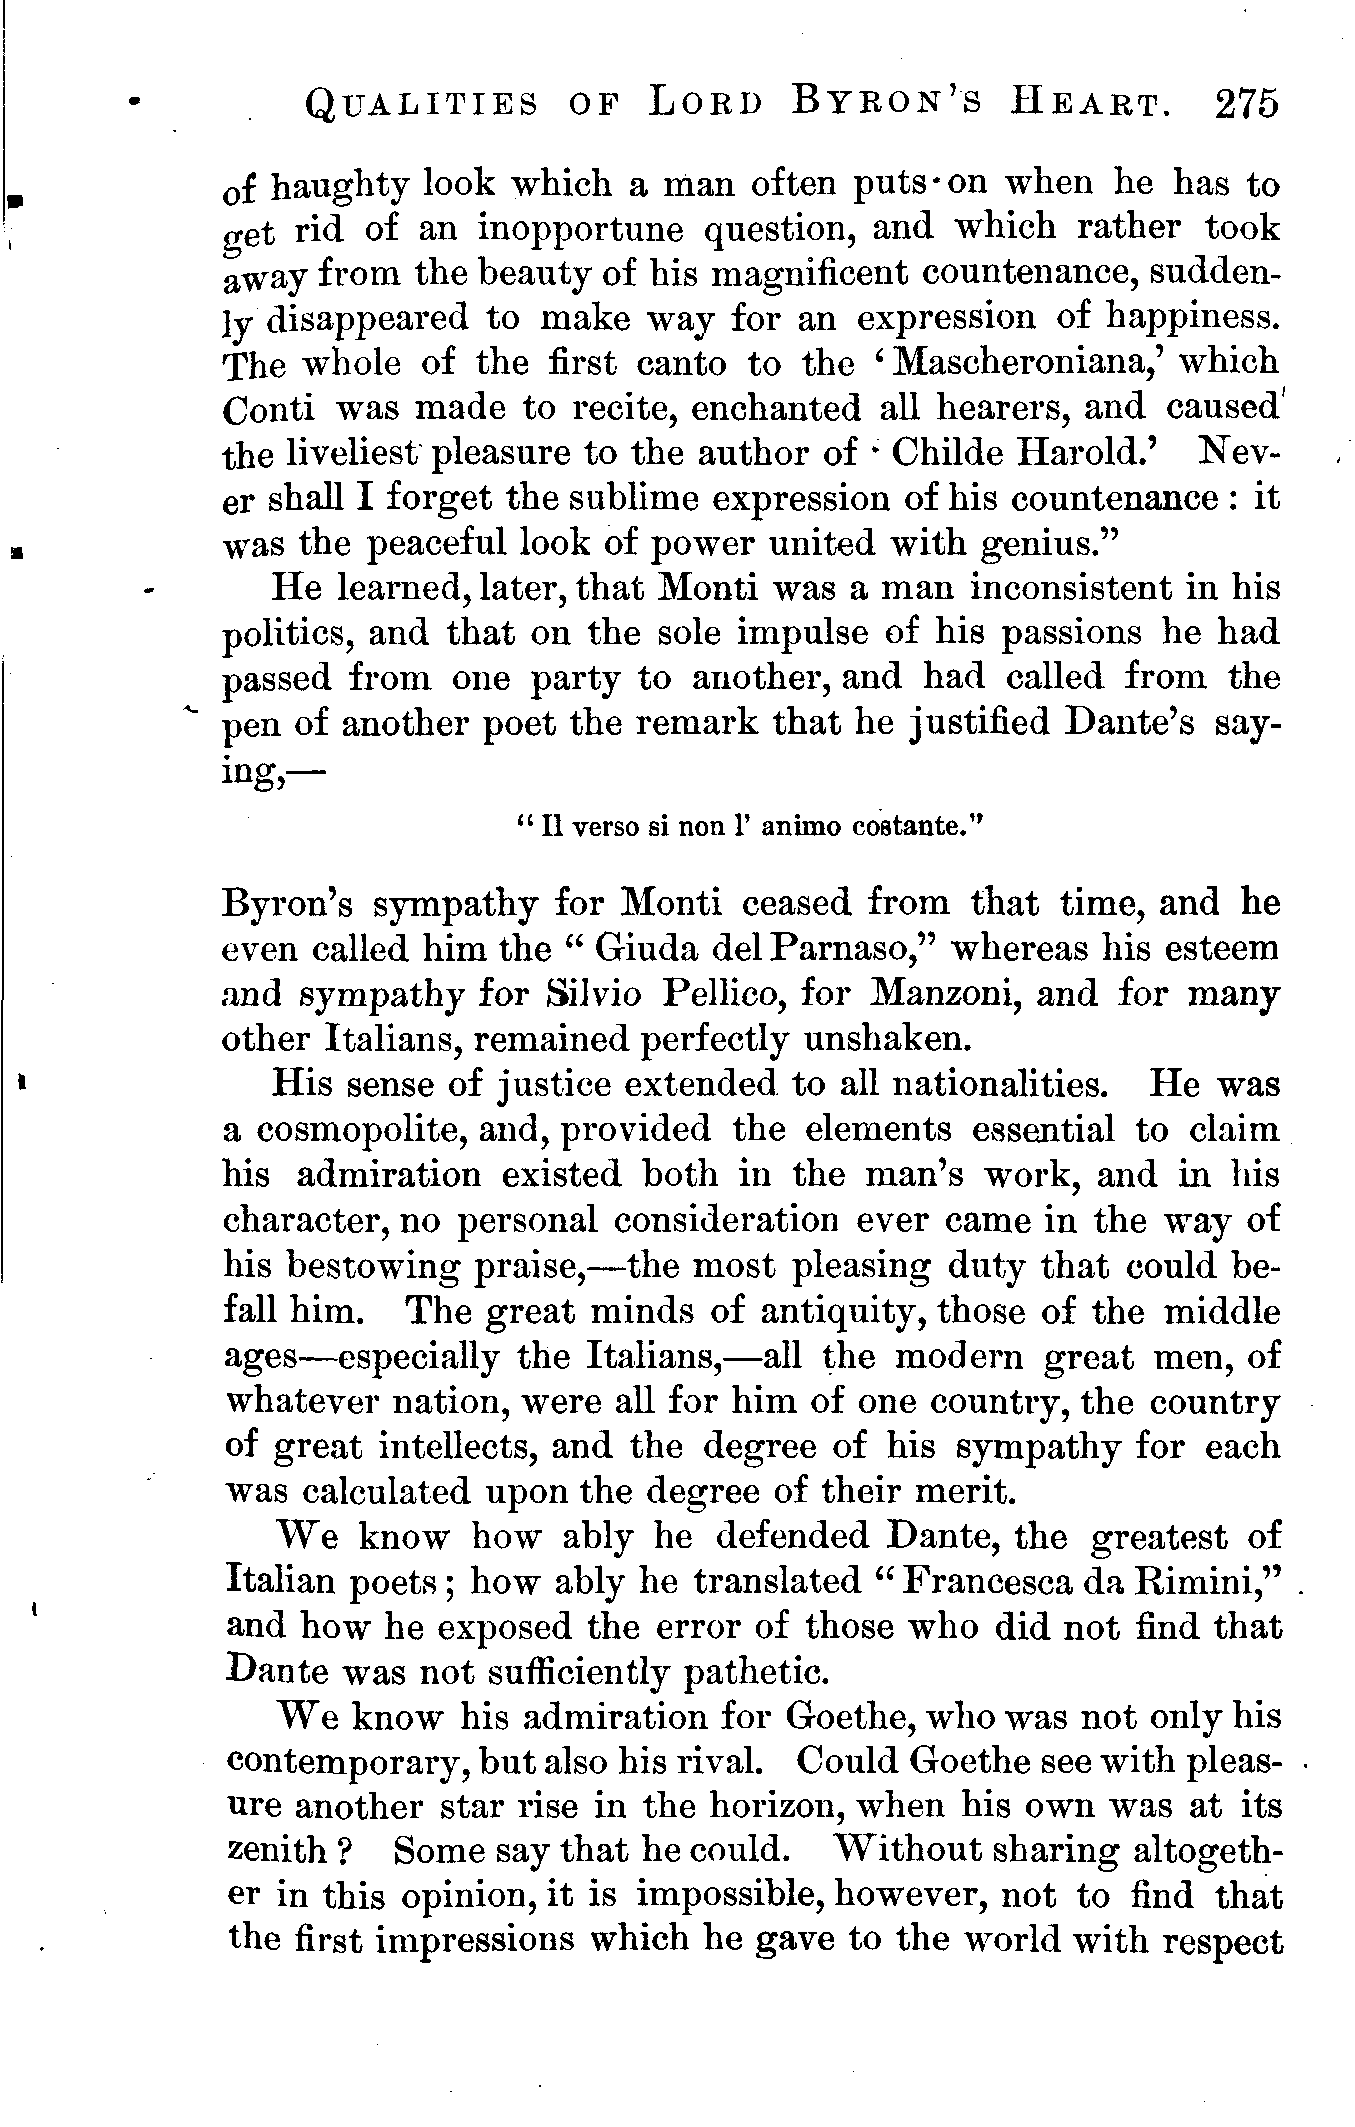 QUALITIES OF LORD BYRON'S HEART. 275
of haughty look which a man often puts on when he has to
get rid of an inopportune question, and which rather took
away from the beauty of his magnificent countenance, sudden-
ly disappeared to make way for an expression of happiness.
The whole of the first canto to the ‘Mascheroniana,’ which
Conti was made to recite, enchanted all hearers, and caused
the liveliest pleasure to the author of ‘Childe Harold.’ Nev-
er shall I forget the sublime expression of his countenance: it
was the peaceful look of power united with genius.”
He learned, later, that Monti was a man inconsistent in his
politics, and that on the sole impulse of his passions he had
passed from one party to another, and had called from the
pen of another poet the remark that he justified Dante's say-
ing,—
“Il verso si non l' animo costante.”
Byron's sympathy for Monti ceased from that time, and he
even called him the “Giuda del Parnaso,” whereas his esteem
and sympathy for Silvio Pellico, for Manzoni, and for many
other Italians, remained perfectly unshaken.
His sense of justice extended to all nationalities. He was
a cosmopolite, and, provided the elements essential to claim
his admiration existed both in the man's work, and in his
character, no personal consideration ever came in the way of
his bestowing praise,—the most pleasing duty that could be-
fall him. The great minds of antiquity, those of the middle
ages—especially the Italians,—all the modern great men, of
whatever nation, were all for him of one country, the country
of great intellects, and the degree of his sympathy for each
was calculated upon the degree of their merit.
We know how ably he defended Dante, the greatest of
Italian poets; how ably he translated “Francesca da Rimini,”
and how he exposed the error of those who did not find that
Dante was not sufficiently pathetic.
We know his admiration for Goethe, who was not only his
contemporary, but also his rival. Could Goethe see with pleas-
ure another star rise in the horizon, when his own was at its
zenith? Some say that he could. Without sharing altogeth-
er in this opinion, it is impossible, however, not to find that
the first impressions which he gave to the world with respect